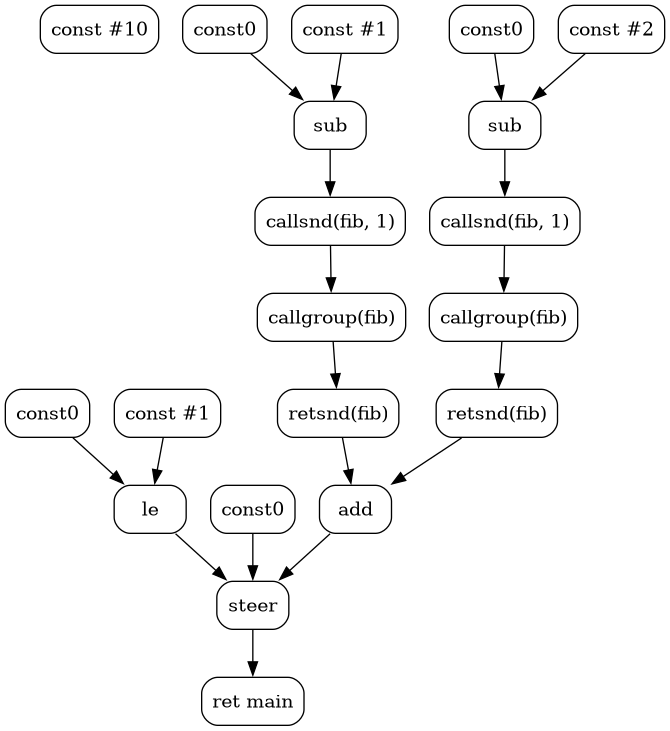 const #10
const0
const #1
const0
const #2
sub
sub
callsnd(fib, 1)
callsnd(fib, 1)
callgroup(fib)
callgroup(fib)
const0
const #1
retsnd(fib)
retsnd(fib)
le
const0
add
steer
ret main